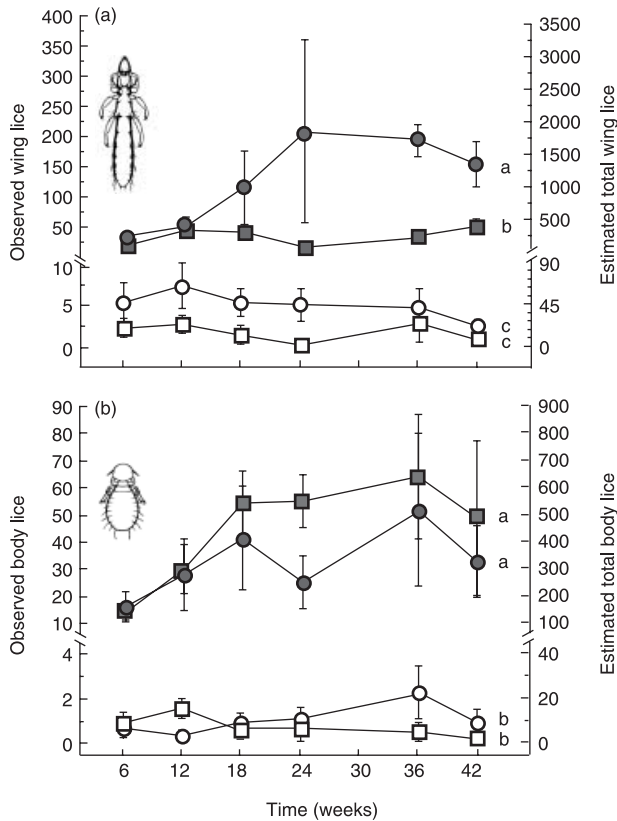 (a)
400
350
300
250
200
150
100
50
10
5
0
Observed wing lice
3500
3000
2500
2000
1500
1000
500
90
45
0
Estimated total wing lice
a
b
c
c
(b)
90
80
70
60
50
40
30
20
10
4
2
0
Observed body lice
900
800
700
600
500
400
300
200
100
40
20
0
Estimated total body lice
a
a
b
b
6 12 18 24 30 36 42
Time (weeks)